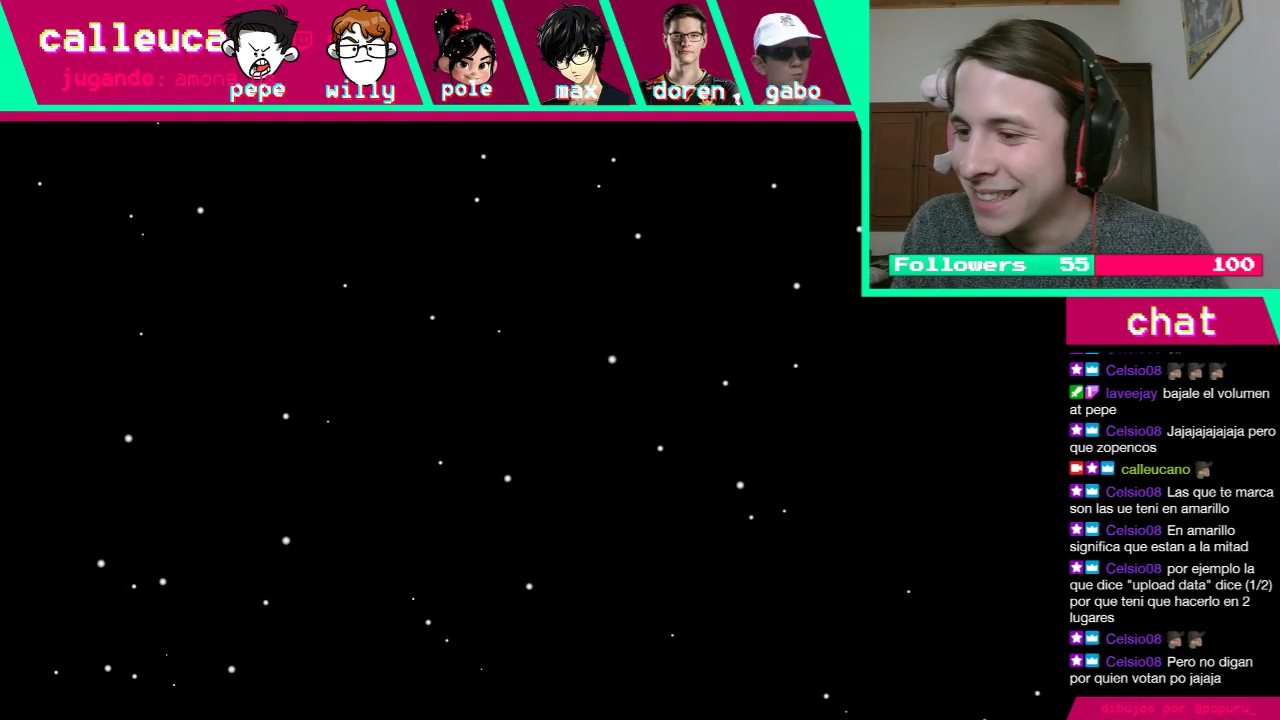 calleuca
jugando: among
pepe
willy
pole
max
doren
gabo
Followers 55 100
chat
Celsio08
laveejay bajale el volumen
at pepe
Celsio08 Jajajajajaja pero
que zopencos
calleucano
Celsio08 Las que te marca
son las ue teni en amarillo
Celsio08 En amarillo
significa que estan a la mitad
Celsio08 por ejemplo la
que dice "upload data" dice (1/2)
por que teni que hacerlo en 2
lugares
Celsio08
Celsio08 Pero no digan
por quien votan po jajaja
dibujos por @popuru_